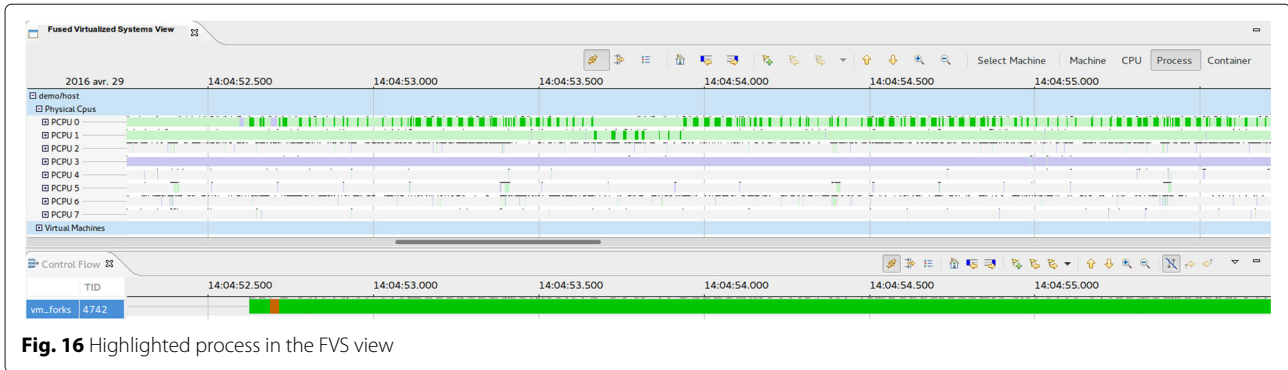 Fused Virtualized Systems View
Select Machine Machine CPU Process Container
2016 avr. 29 14:04:52.500 14:04:53.000 14:04:53.500 14:04:54.000 14:04:54.500 14:04:55.000
demo/host
Physical Cpus
PCPU 0
PCPU 1
PCPU 2
PCPU 3
PCPU 4
PCPU 5
PCPU 6
PCPU 7
Virtual Machines
Control Flow
TID 14:04:52.500 14:04:53.000 14:04:53.500 14:04:54.000 14:04:54.500 14:04:55.000
vm_forks 4742
Fig. 16 Highlighted process in the FVS view